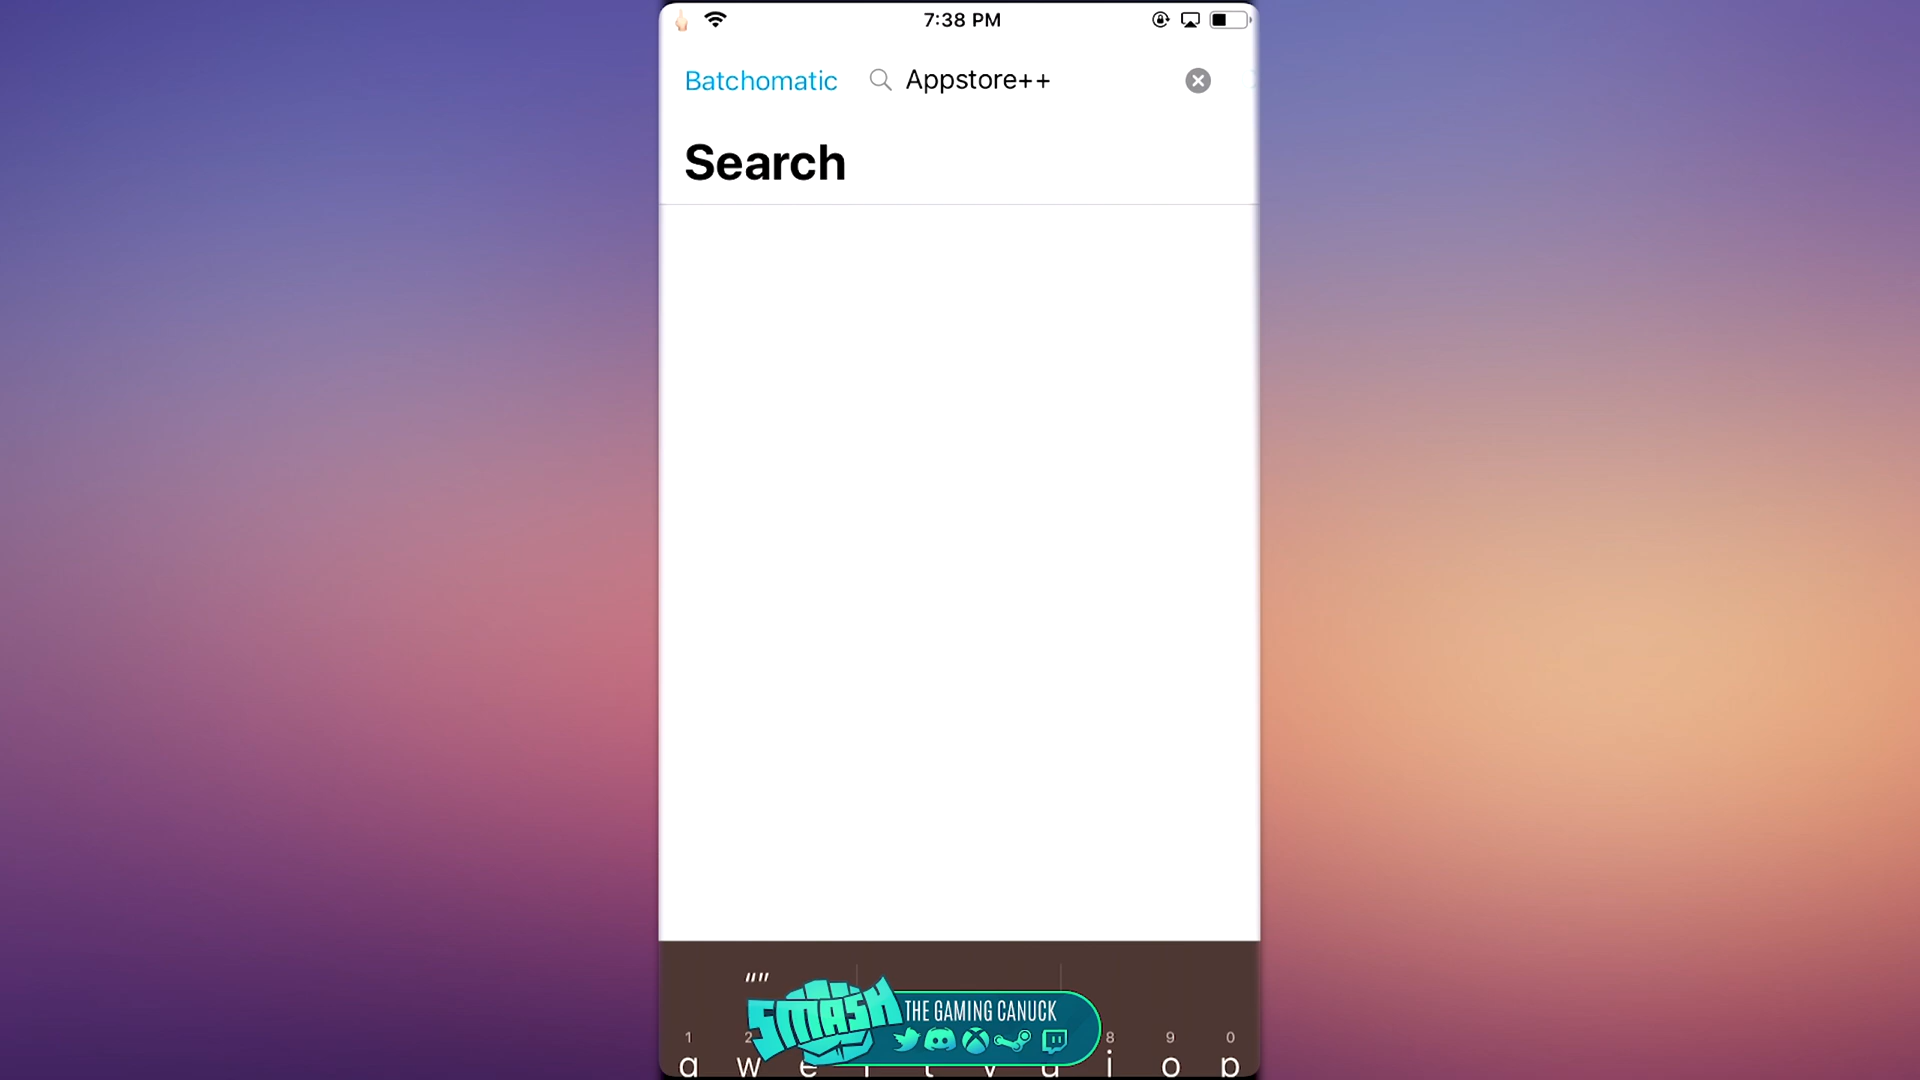 7:38 PM
Batchomatic
Appstore++
Search
""
SMASH
THE GAMING CANUCK
1 2 8 9 0
q w e r t y u i o p